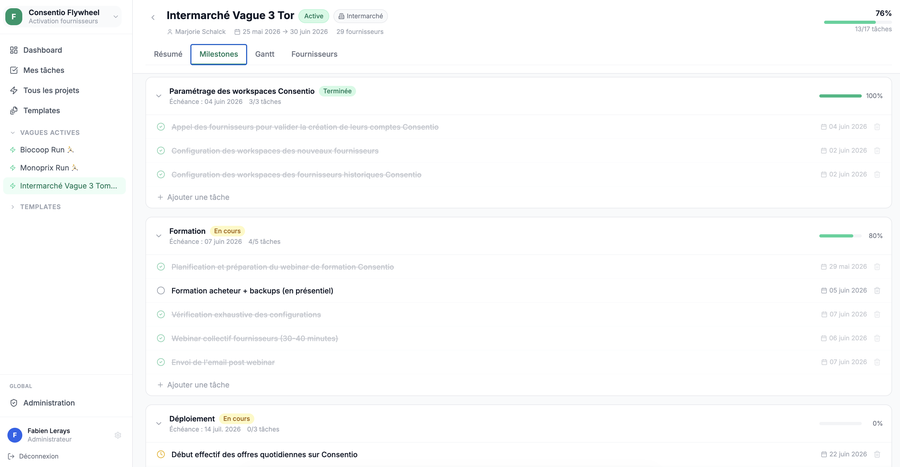 F Consentio Flywheel
Activation fournisseurs
Dashboard
Mes tâches
Tous les projets
Templates
VAGUES ACTIVES
Biocoop Run
Monoprix Run
Intermarché Vague 3 Tom...
TEMPLATES
GLOBAL
Administration
F Fabien Lerays
Administrateur
Déconnexion
Intermarché Vague 3 Tor Active Intermarché
Marjorie Schalck 25 mai 2026 → 30 juin 2026 29 fournisseurs
76%
13/17 tâches
Résumé Milestones Gantt Fournisseurs
Paramétrage des workspaces Consentio Terminée
Échéance : 04 juin 2026 3/3 tâches
100%
Appel des fournisseurs pour valider la création de leurs comptes Consentio 04 juin 2026
Configuration des workspaces des nouveaux fournisseurs 02 juin 2026
Configuration des workspaces des fournisseurs historiques Consentio 02 juin 2026
+ Ajouter une tâche
Formation En cours
Échéance : 07 juin 2026 4/5 tâches
80%
Planification et préparation du webinar de formation Consentio 29 mai 2026
Formation acheteur + backups (en présentiel) 05 juin 2026
Vérification exhaustive des configurations 07 juin 2026
Webinar collectif fournisseurs (30-40 minutes) 06 juin 2026
Envoi de l'email post webinar 07 juin 2026
+ Ajouter une tâche
Déploiement En cours
Échéance : 14 juil. 2026 0/3 tâches
0%
Début effectif des offres quotidiennes sur Consentio 22 juin 2026